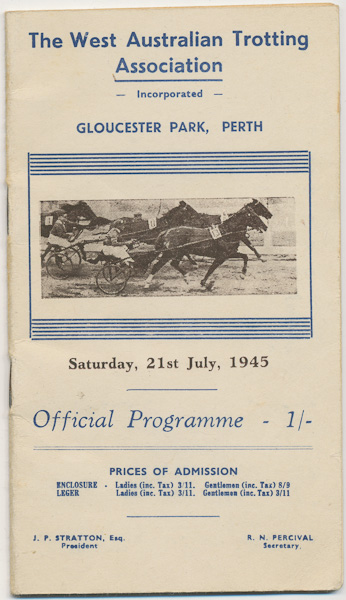 The West Australian Trotting
Association
— Incorporated —
GLOUCESTER PARK, PERTH
Saturday, 21st July, 1945
Official Programme - 1/-
PRICES OF ADMISSION
ENCLOSURE - Ladies (inc. Tax) 3/11. Gentlemen (inc. Tax) 8/9
LEGER Ladies (inc. Tax) 3/11. Gentlemen (inc. Tax) 3/11
J. P. STRATTON, Esq. R. N. PERCIVAL
President Secretary.